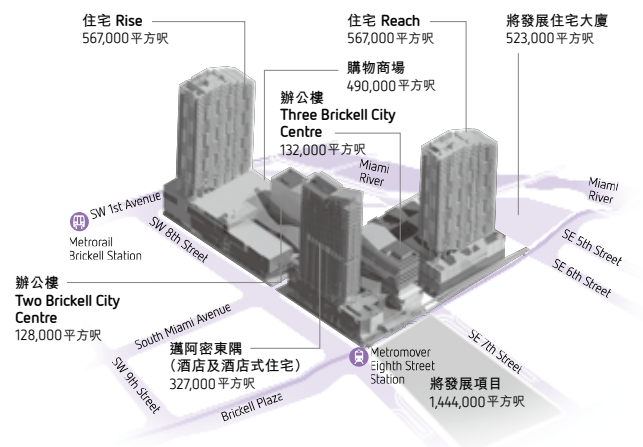 住宅 Rise
567,000平方呎
住宅 Reach
567,000平方呎
將發展住宅大廈
523,000平方呎
購物商場
490,000平方呎
辦公樓
Three Brickell City
Centre
132,000平方呎
Miami
River
Miami
River
SW 1st Avenue
Metrorail
Brickell Station
SW 8th Street
SE 5th Street
SE 6th Street
辦公樓
Two Brickell City
Centre
128,000平方呎
South Miami Avenue
SW 9th Street
邁阿密東隅
(酒店及酒店式住宅)
327,000平方呎
Brickell Plaza
Metromover
Eighth Street
Station
SE 7th Street
將發展項目
1,444,000平方呎